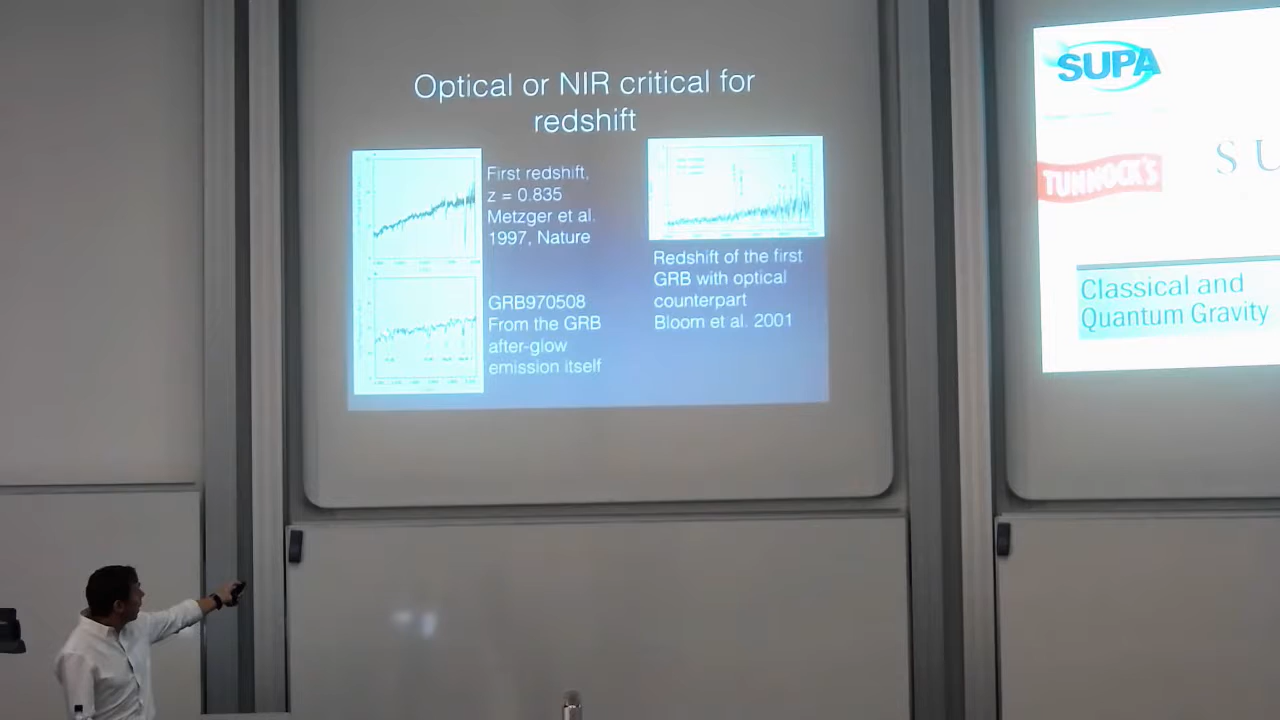 Optical or NIR critical for
redshift
First redshift,
z = 0.835
Metzger et al.
1997, Nature
GRB970508
From the GRB
after-glow
emission itself
Redshift of the first
GRB with optical
counterpart
Bloom et al. 2001
SUPA
TUNNOCK'S
S U
Classical and
Quantum Gravity